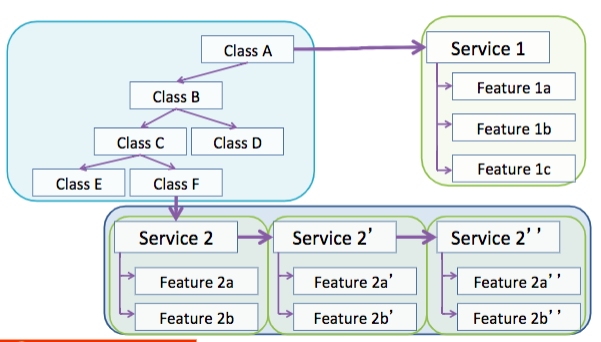 Class A
Service 1
Class B
Feature 1a
Feature 1b
Class C
Class D
Feature 1c
Class E
Class F
Service 2
Service 2’
Service 2’’
Feature 2a
Feature 2a’
Feature 2a’’
Feature 2b
Feature 2b’
Feature 2b’’